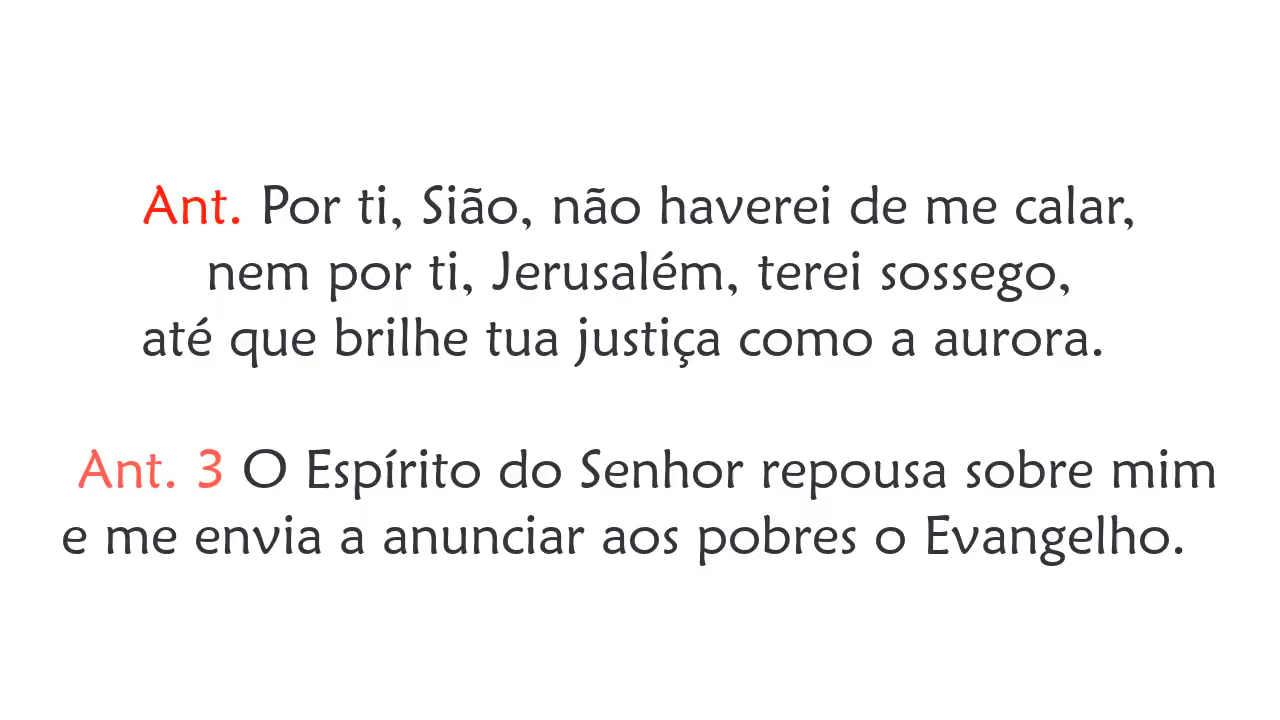 Ant. Por ti, Sião, não haverei de me calar,
nem por ti, Jerusalém, terei sossego,
até que brilhe tua justiça como a aurora.
Ant. 3 O Espírito do Senhor repousa sobre mim
e me envia a anunciar aos pobres o Evangelho.